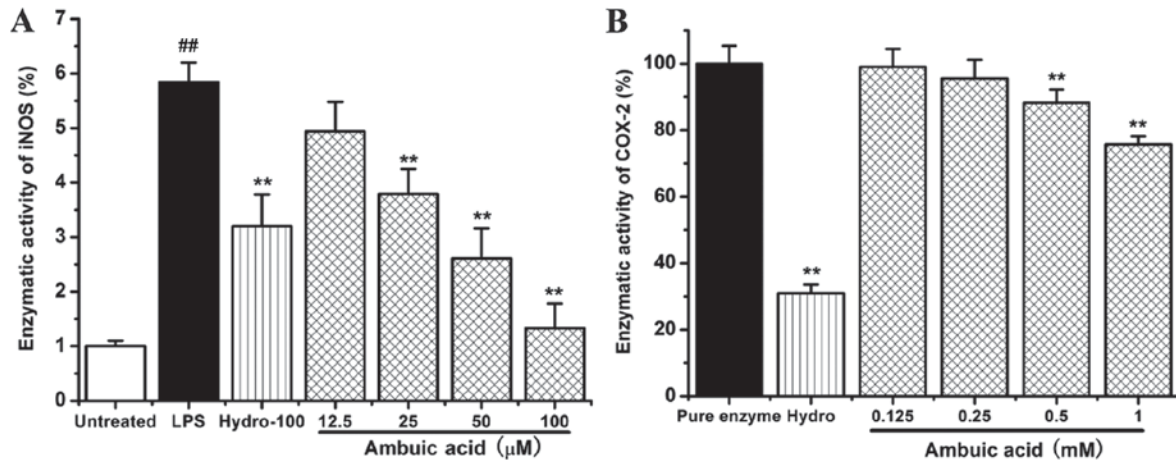 A
Enzymatic activity of iNOS (%)
7
6
5
4
3
2
1
0
##
**
**
**
**
Untreated LPS Hydro-100 12.5 25 50 100
Ambuic acid (μM)
B
Enzymatic activity of COX-2 (%)
100
80
60
40
20
0
**
**
**
Pure enzyme Hydro 0.125 0.25 0.5 1
Ambuic acid (mM)